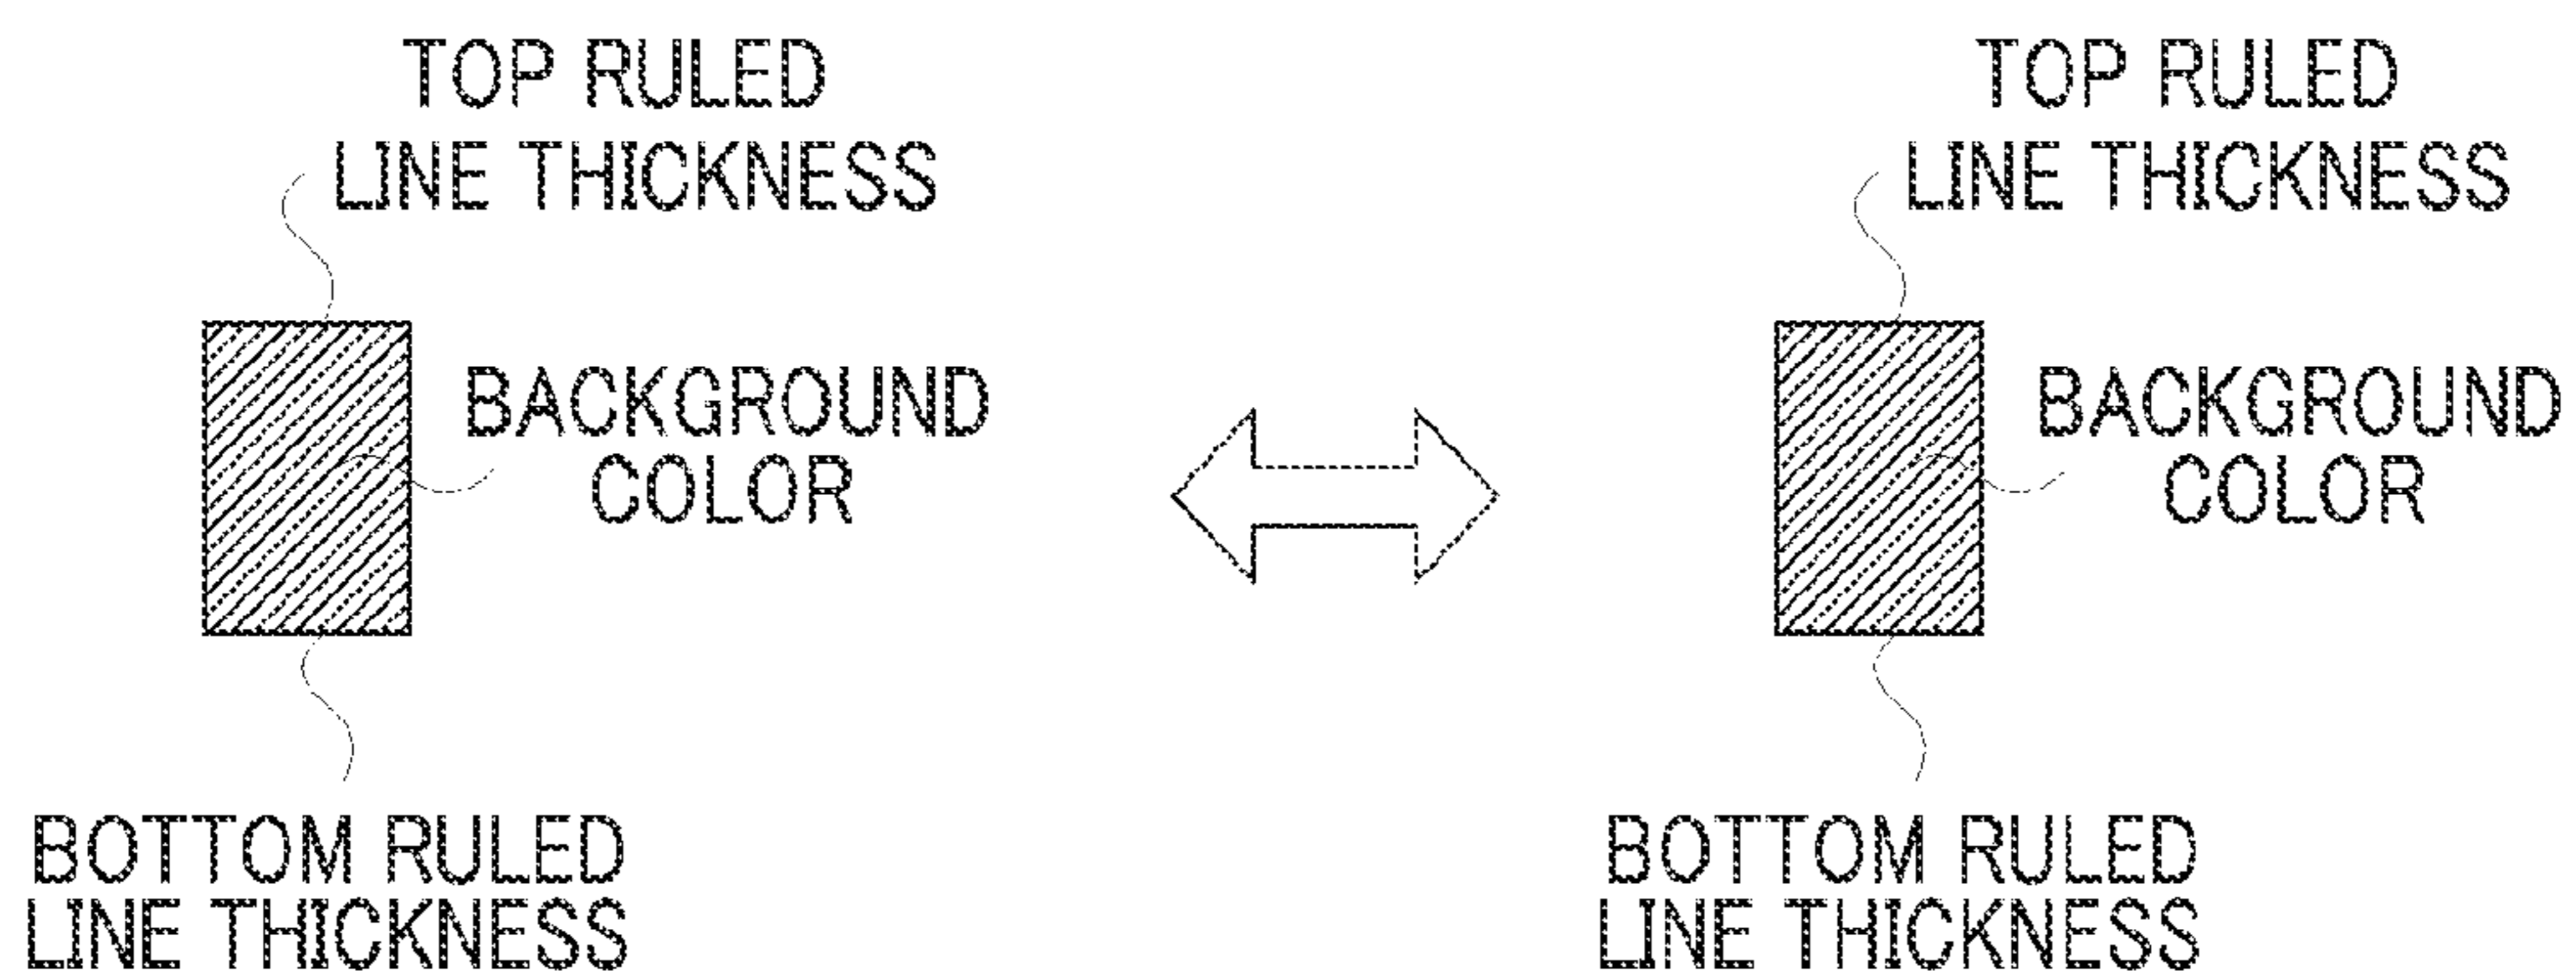 TOP RULED
LINE THICKNESS
BACKGROUND
COLOR
BOTTOM RULED
LINE THICKNESS
TOP RULED
LINE THICKNESS
BACKGROUND
COLOR
BOTTOM RULED
LINE THICKNESS